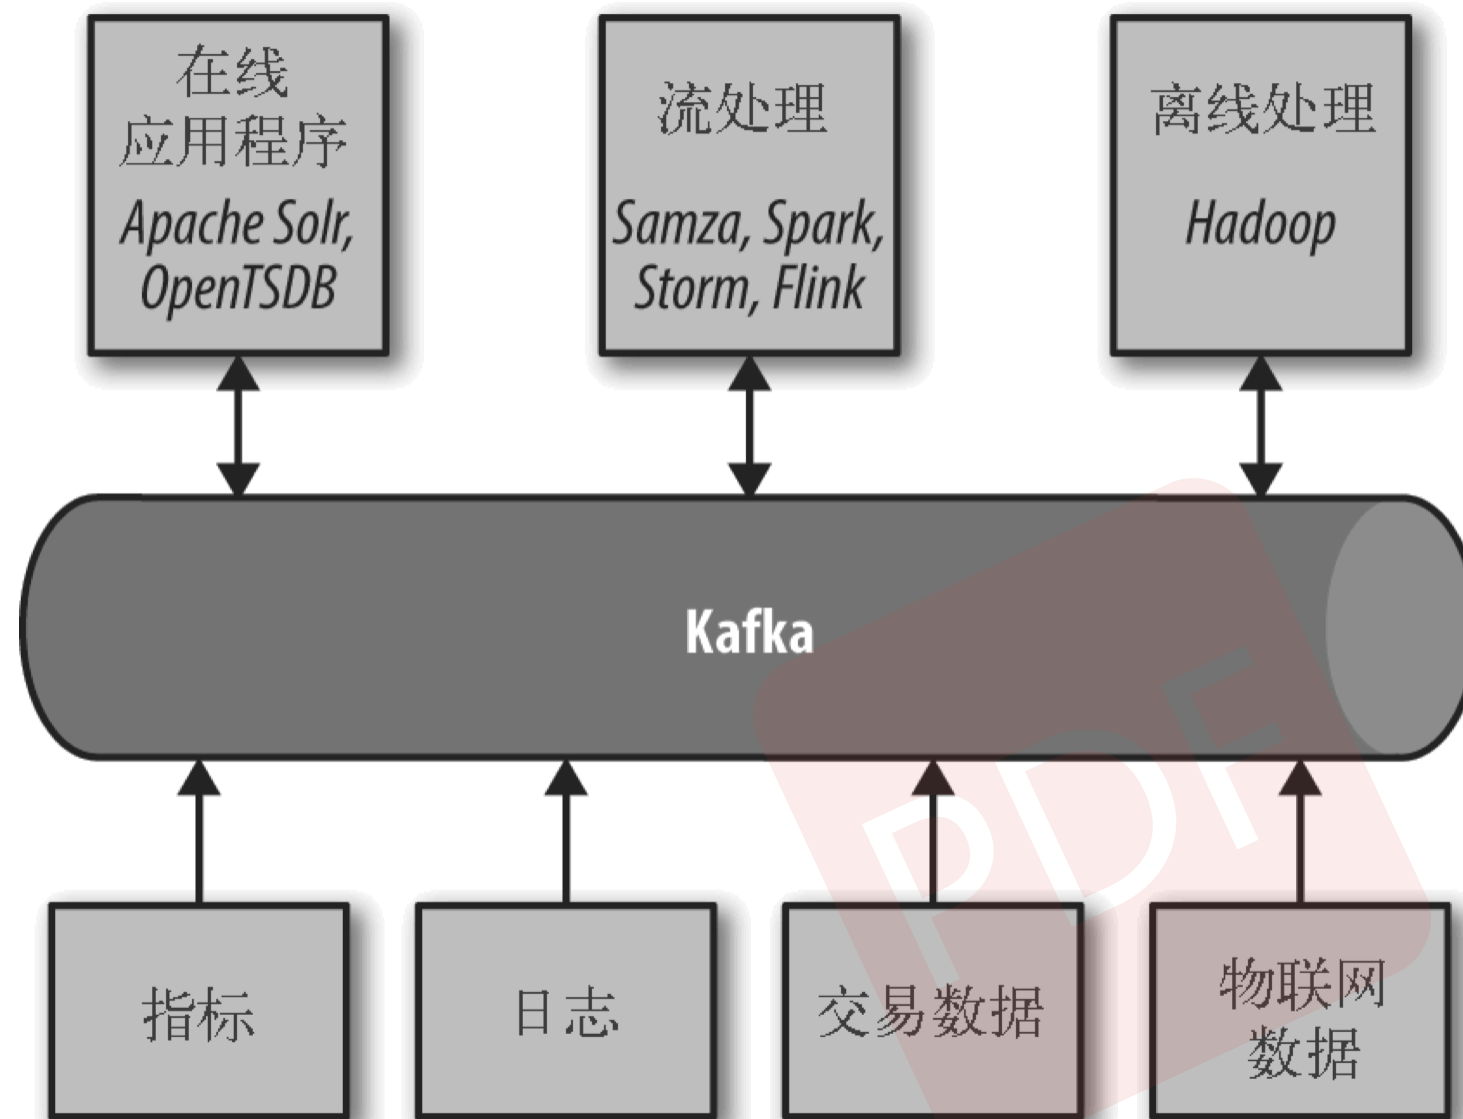 在线
应用程序
Apache Solr,
OpenTSDB
流处理
Samza, Spark,
Storm, Flink
离线处理
Hadoop
Kafka
指标
日志
交易数据
物联网
数据
PDF